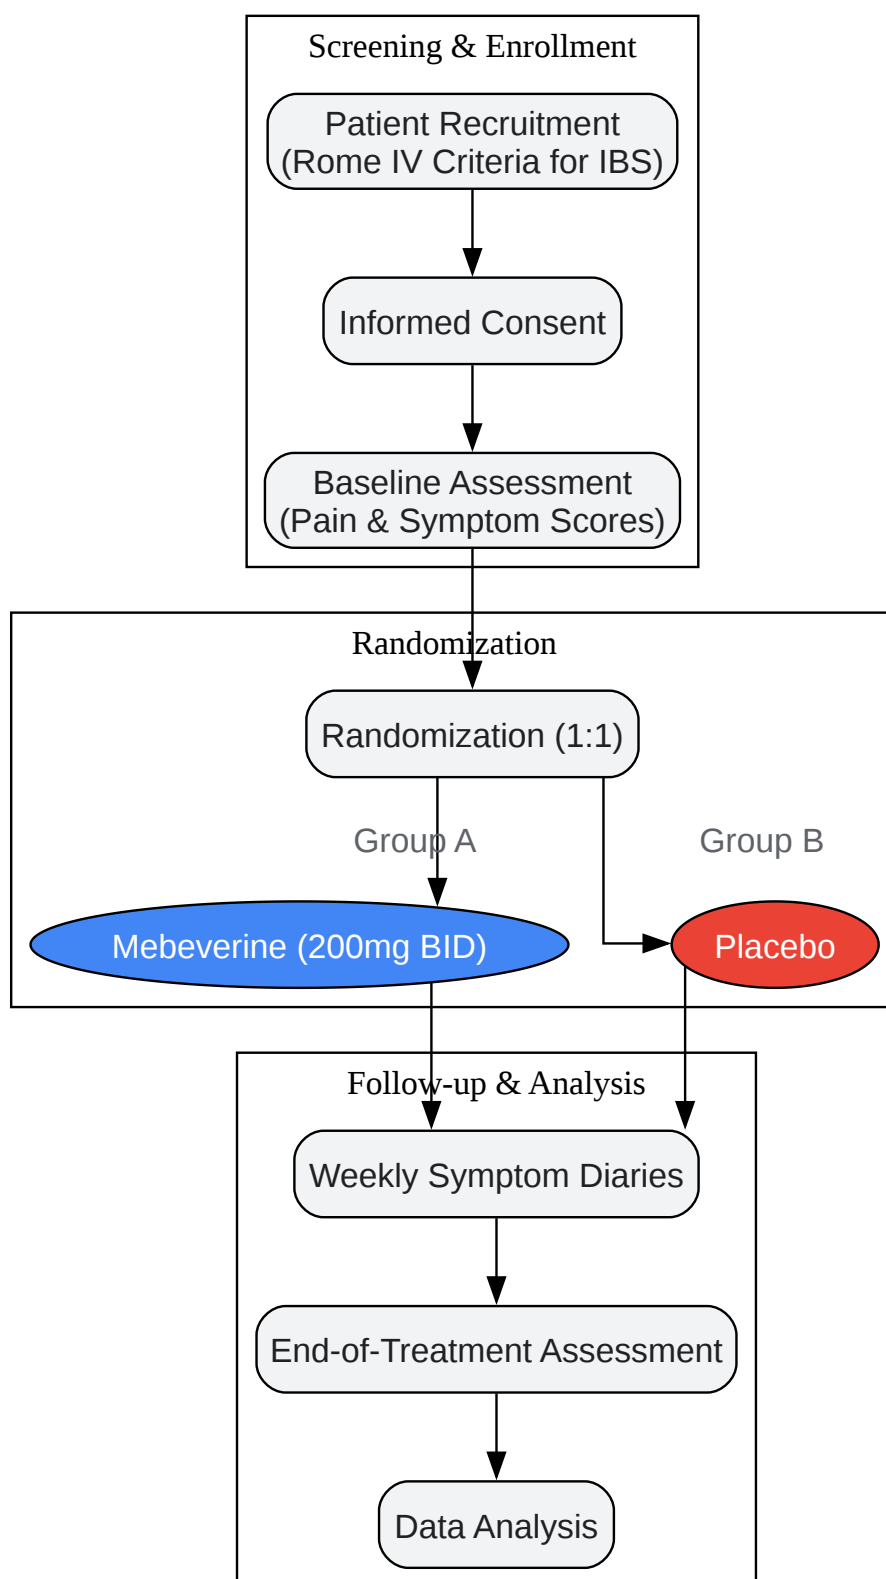 Screening & Enrollment
Patient Recruitment
(Rome IV Criteria for IBS)
Informed Consent
Baseline Assessment
(Pain & Symptom Scores)
Randomization
Randomization (1:1)
Group A
Group B
Mebeverine (200mg BID)
Placebo
Follow-up & Analysis
Weekly Symptom Diaries
End-of-Treatment Assessment
Data Analysis